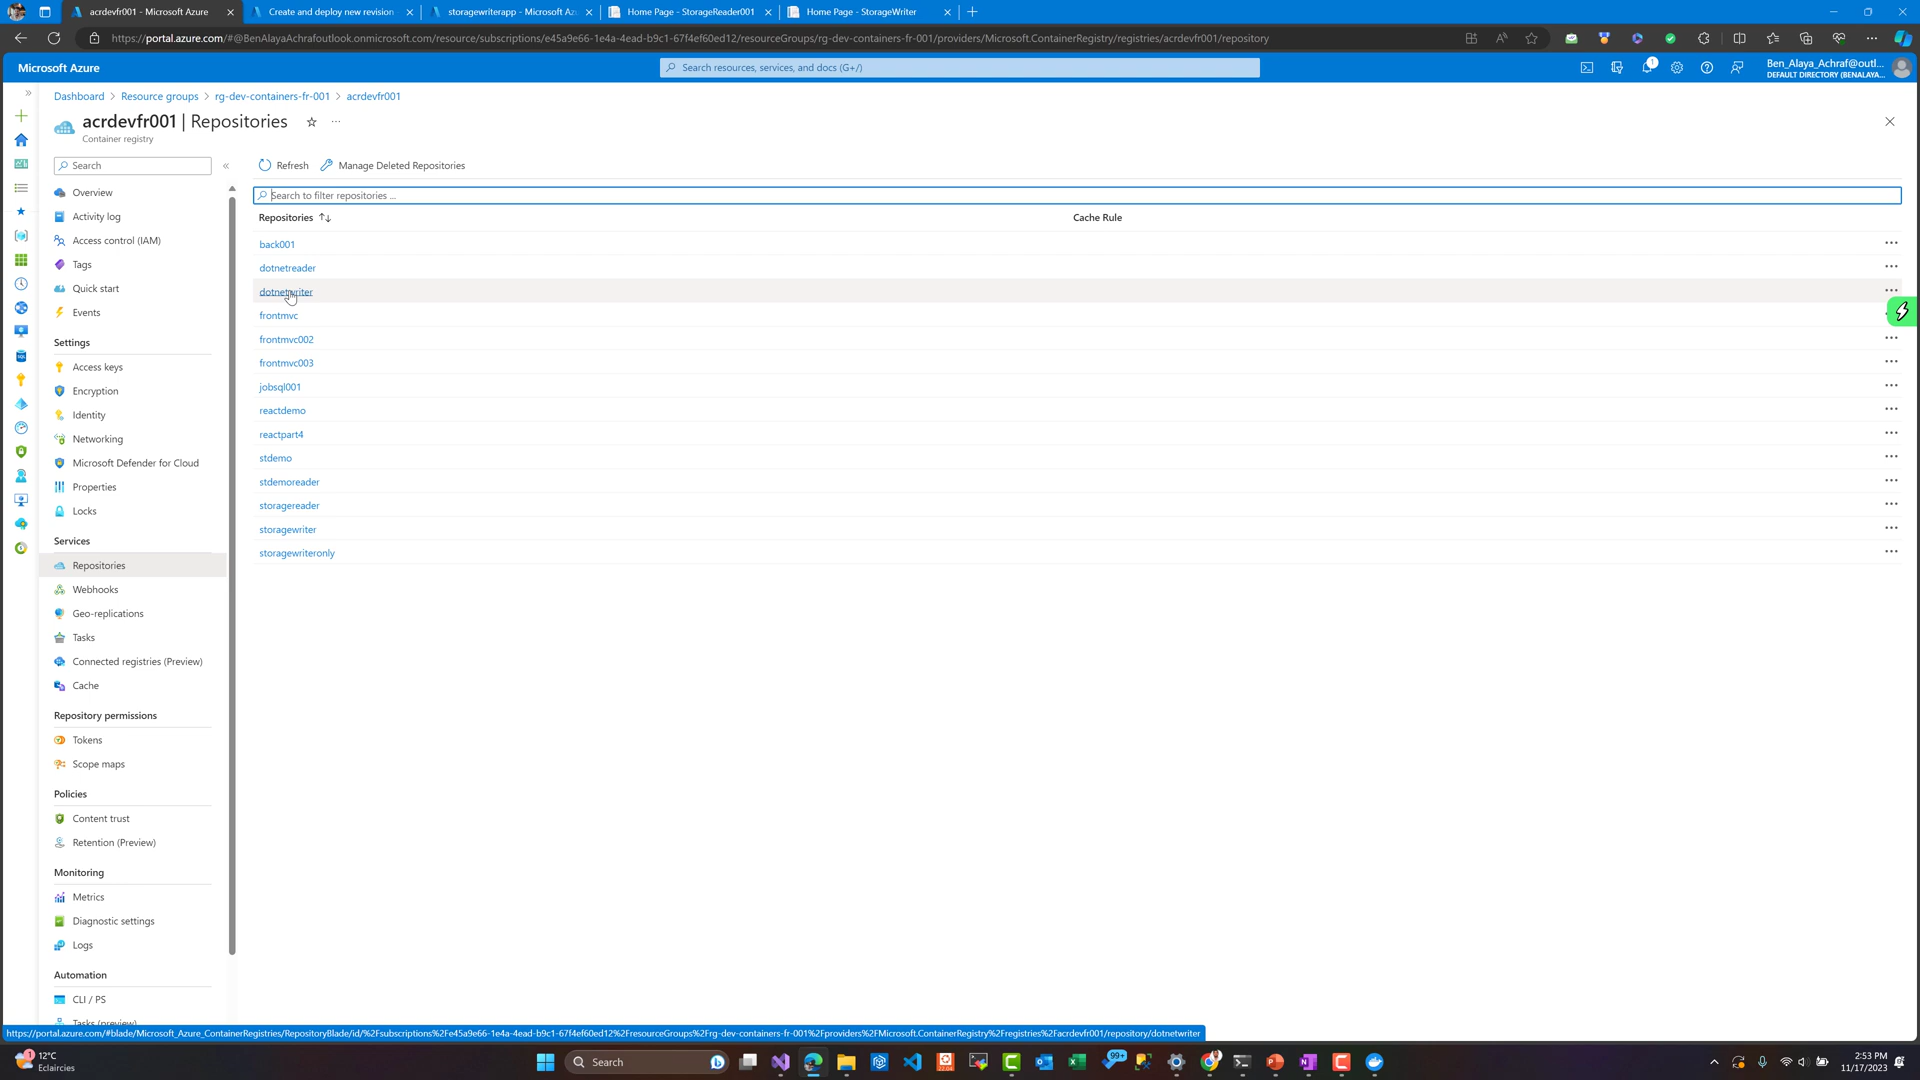 acrdevfr001 - Microsoft Azure
Create and deploy new revision
storagewriterapp - Microsoft Az
Home Page - StorageReader001
Home Page - StorageWriter
https://portal.azure.com/#@BenAlayaAchrafoutlook.onmicrosoft.com/resource/subscriptions/e45a9e66-1e4a-4ead-b9c1-67f4ef60ed12/resourceGroups/rg-dev-containers-fr-001/providers/Microsoft.ContainerRegistry/registries/acrdevfr001/repository
Microsoft Azure
Search resources, services, and docs (G+/)
1
Ben_Alaya_Achraf@outl...
DEFAULT DIRECTORY (BENALAYA...
Dashboard > Resource groups > rg-dev-containers-fr-001 > acrdevfr001
acrdevfr001 | Repositories
Container registry
Search
Refresh
Manage Deleted Repositories
Search to filter repositories ...
Repositories
Cache Rule
back001
dotnetreader
dotnetwriter
frontmvc
frontmvc002
frontmvc003
jobsql001
reactdemo
reactpart4
stdemo
stdemoreader
storagereader
storagewriter
storagewriteronly
Overview
Activity log
Access control (IAM)
Tags
Quick start
Events
Settings
Access keys
Encryption
Identity
Networking
Microsoft Defender for Cloud
Properties
Locks
Services
Repositories
Webhooks
Geo-replications
Tasks
Connected registries (Preview)
Cache
Repository permissions
Tokens
Scope maps
Policies
Content trust
Retention (Preview)
Monitoring
Metrics
Diagnostic settings
Logs
Automation
CLI / PS
Tasks (preview)
https://portal.azure.com/#blade/Microsoft_Azure_ContainerRegistries/RepositoryBlade/id/%2Fsubscriptions%2Fe45a9e66-1e4a-4ead-b9c1-67f4ef60ed12%2FresourceGroups%2Frg-dev-containers-fr-001%2Fproviders%2FMicrosoft.ContainerRegistry%2Fregistries%2Facrdevfr001/repository/dotnetwriter
1
12°C
Eclaircies
Search
22.04
99+
2:53 PM
11/17/2023